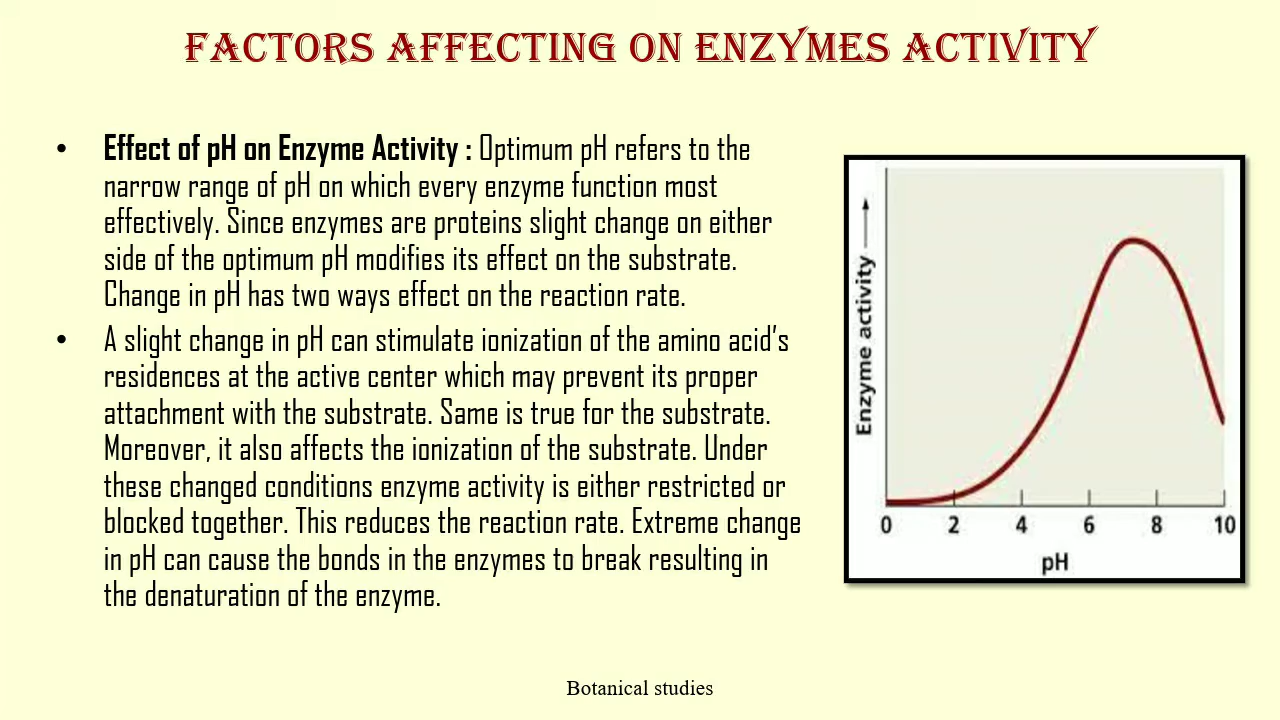 FACTORS AFFECTING ON ENZYMES ACTIVITY
• Effect of pH on Enzyme Activity : Optimum pH refers to the
narrow range of pH on which every enzyme function most
effectively. Since enzymes are proteins slight change on either
side of the optimum pH modifies its effect on the substrate.
Change in pH has two ways effect on the reaction rate.
• A slight change in pH can stimulate ionization of the amino acid's
residences at the active center which may prevent its proper
attachment with the substrate. Same is true for the substrate.
Moreover, it also affects the ionization of the substrate. Under
these changed conditions enzyme activity is either restricted or
blocked together. This reduces the reaction rate. Extreme change
in pH can cause the bonds in the enzymes to break resulting in
the denaturation of the enzyme.
Enzyme activity
0 2 4 6 8 10
pH
Botanical studies